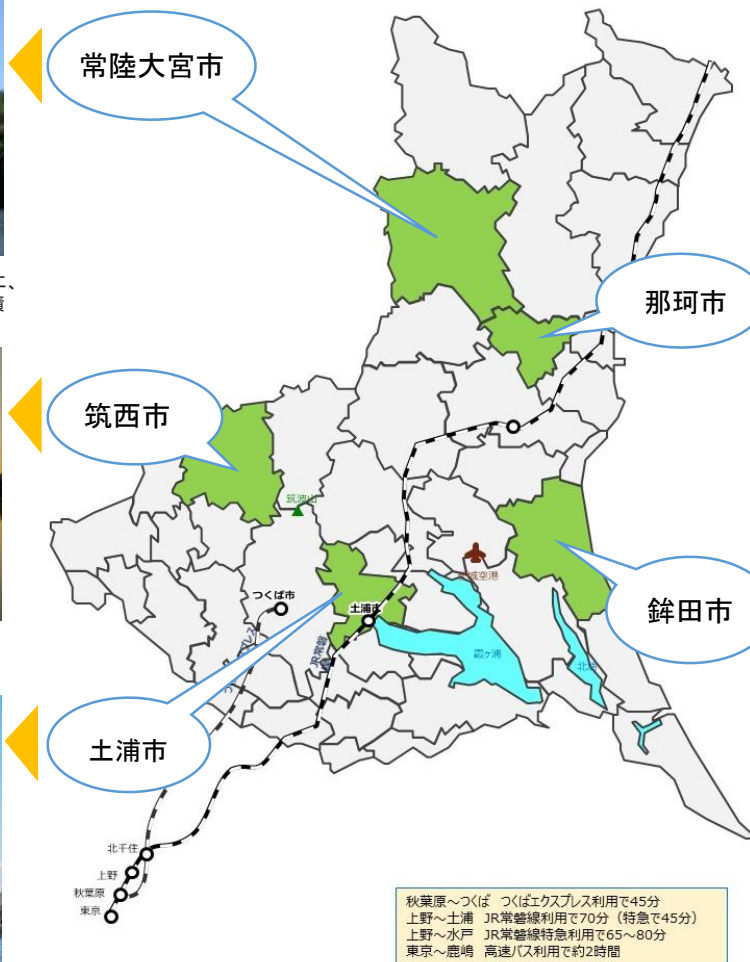 常陸大宮市
那珂市
筑西市
筑波山
鉾田市
つくば市
土浦市
霞ヶ浦
JR常磐
土浦市
北千住
上野
秋葉原
東京
秋葉原～つくば つくばエクスプレス利用で45分
上野～土浦 JR常磐線利用で70分（特急で45分）
上野～水戸 JR常磐線特急利用で65～80分
東京～鹿嶋 高速バス利用で約2時間